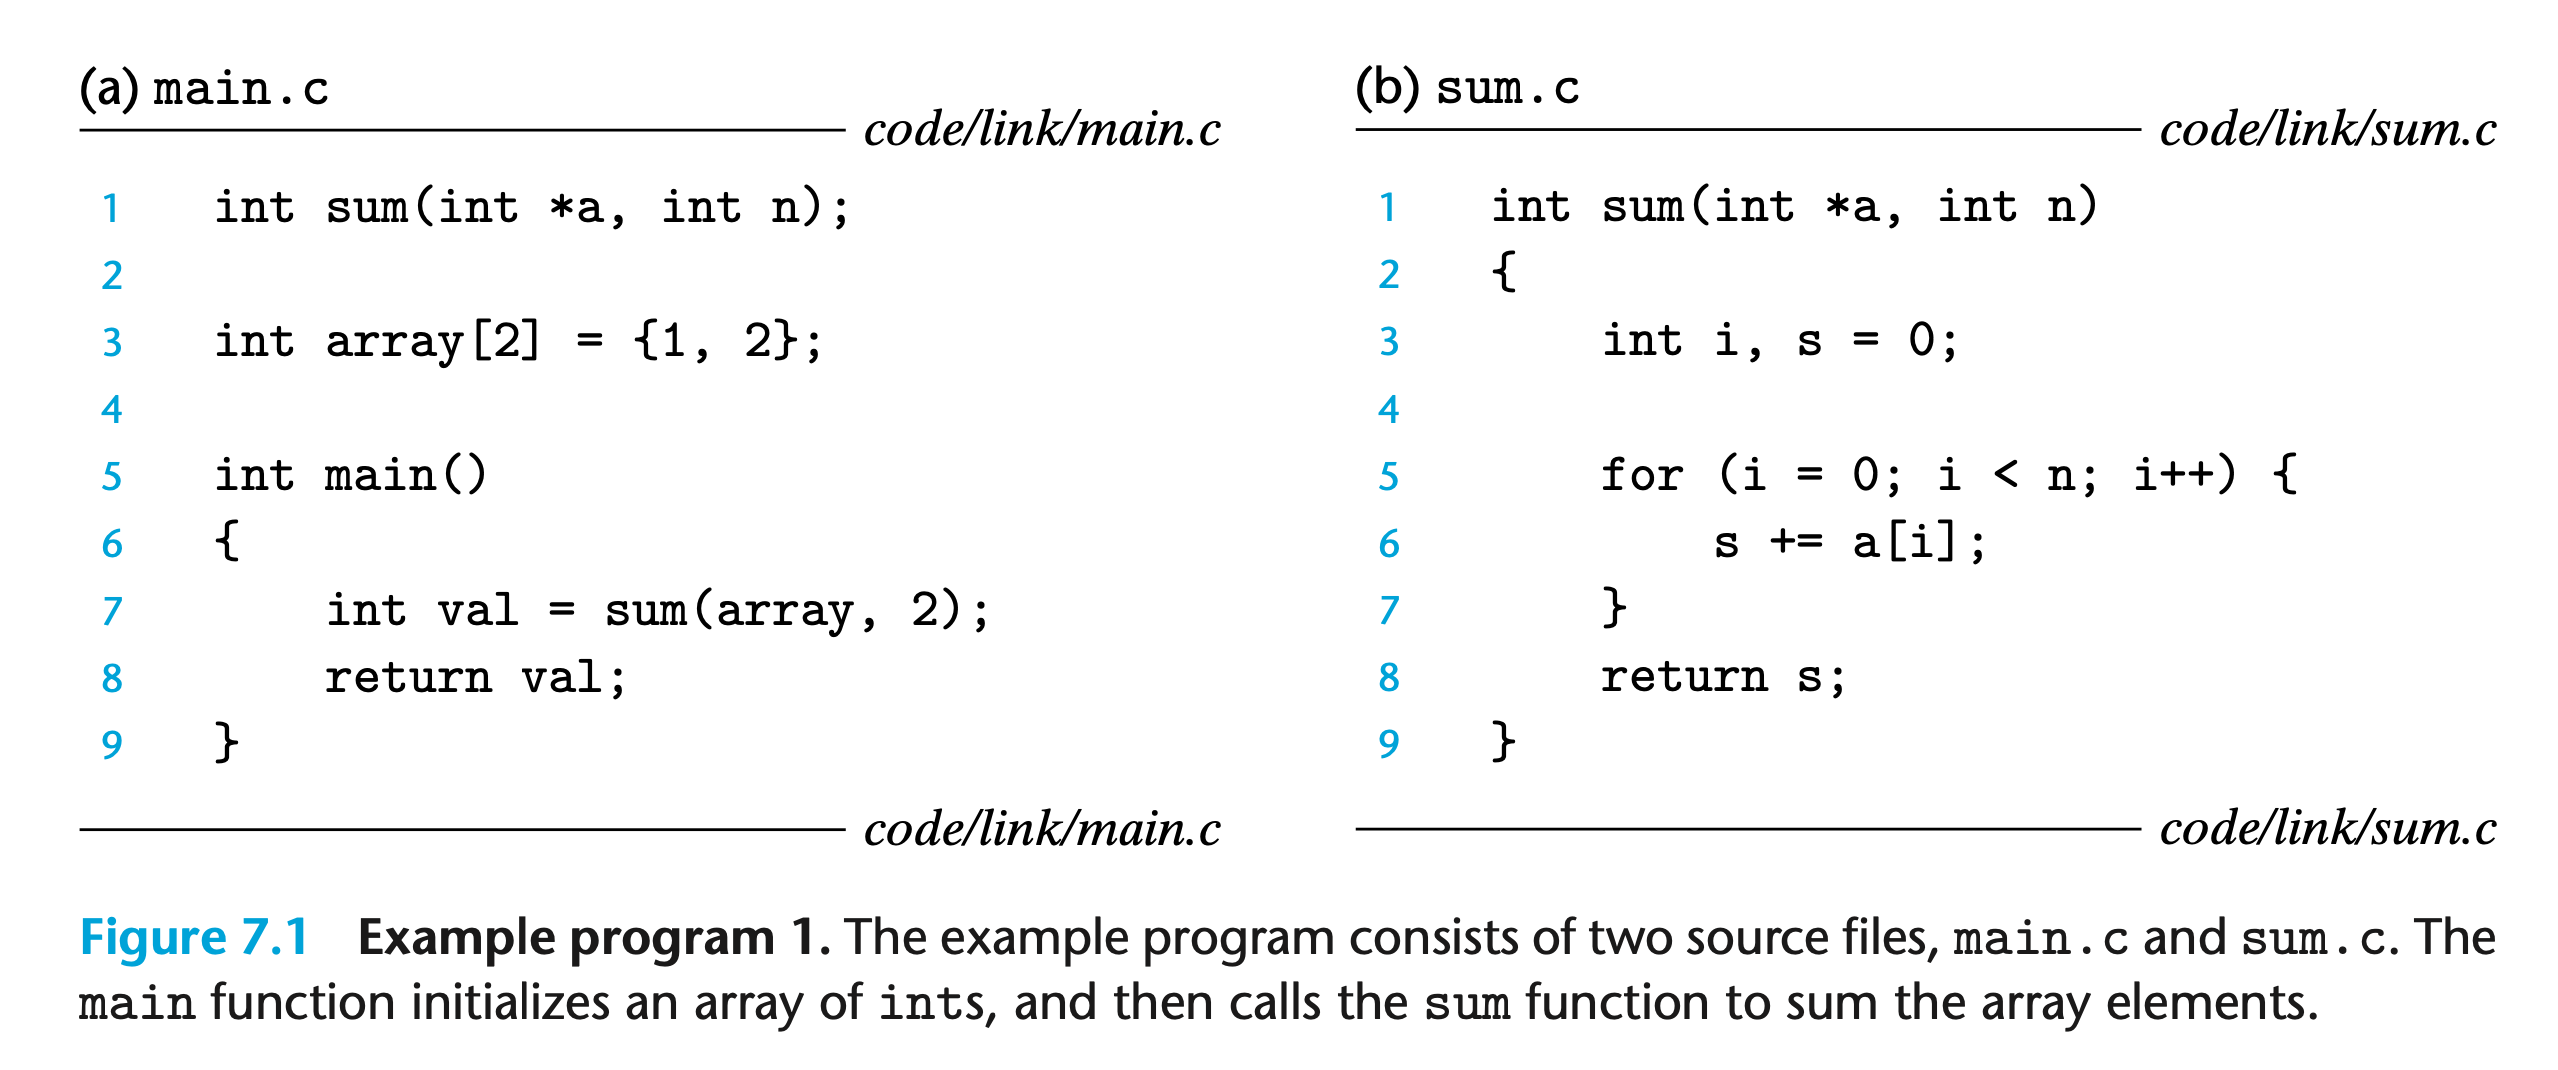 (a) main.c
code/link/main.c
1 int sum(int *a, int n);
2
3 int array[2] = {1, 2};
4
5 int main()
6 {
7     int val = sum(array, 2);
8     return val;
9 }
code/link/main.c
(b) sum.c
code/link/sum.c
1 int sum(int *a, int n)
2 {
3     int i, s = 0;
4
5     for (i = 0; i < n; i++) {
6         s += a[i];
7     }
8     return s;
9 }
code/link/sum.c
Figure 7.1 Example program 1. The example program consists of two source files, main.c and sum.c. The
main function initializes an array of ints, and then calls the sum function to sum the array elements.